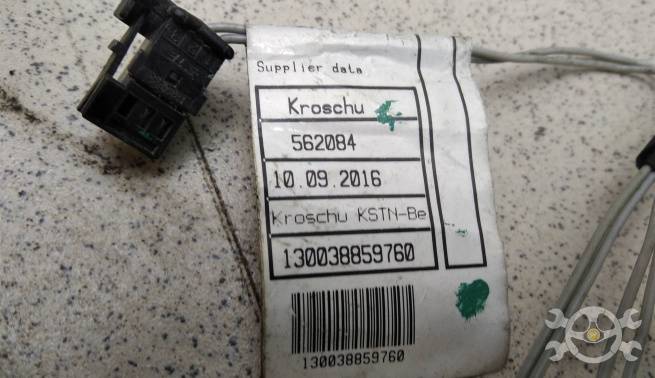 Supplier data
Kroschu
562084
10.09.2016
Kroschu KSTN-Be
130038859760
130038859760